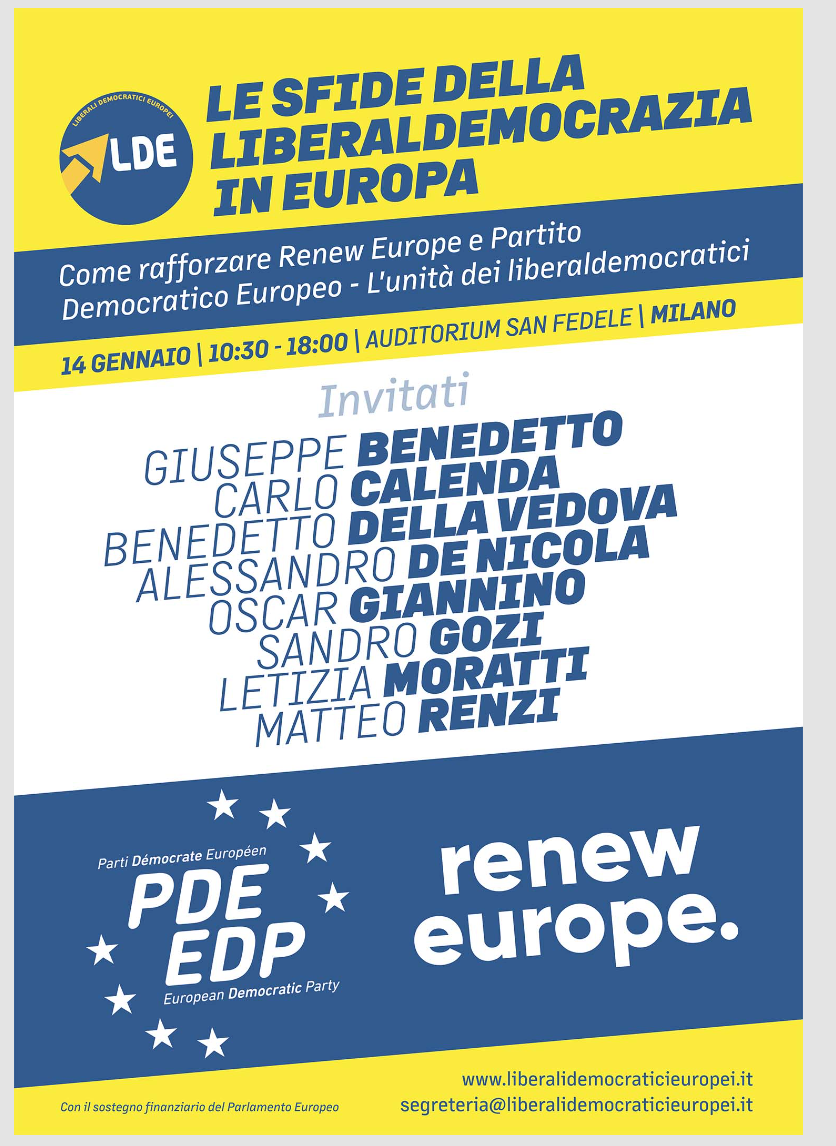 LIBERALI DEMOCRATICI EUROPEI
LDE
LE SFIDE DELLA
LIBERALDEMOCRAZIA
IN EUROPA
Come rafforzare Renew Europe e Partito
Democratico Europeo - L'unità dei liberaldemocratici
14 GENNAIO | 10:30 - 18:00 | AUDITORIUM SAN FEDELE | MILANO
Invitati
GIUSEPPE BENEDETTO
CARLO CALENDA
BENEDETTO DELLA VEDOVA
ALESSANDRO DE NICOLA
OSCAR GIANNINO
SANDRO GOZI
LETIZIA MORATTI
MATTEO RENZI
Parti Démocrate Européen
PDE
EDP
European Democratic Party
renew
europe.
www.liberalidemocraticieuropei.it
Con il sostegno finanziario del Parlamento Europeo
segreteria@liberalidemocraticieuropei.it